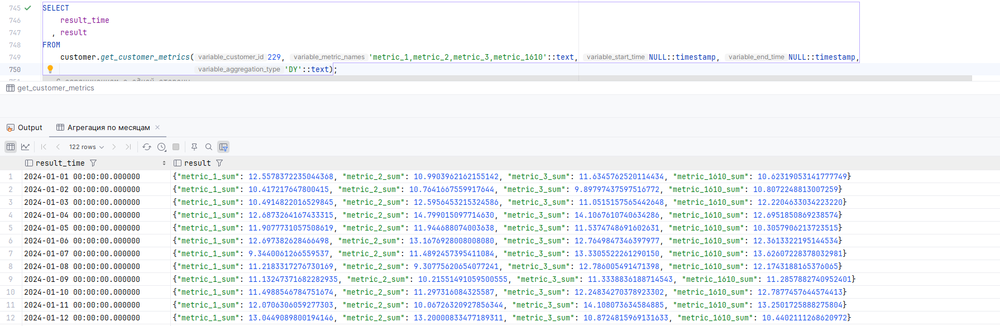 745 SELECT
746 result_time
747 , result
748 FROM
749 customer.get_customer_metrics( variable_customer_id 229, variable_metric_names 'metric_1,metric_2,metric_3,metric_1610'::text, variable_start_time NULL::timestamp, variable_end_time NULL::timestamp,
750 variable_aggregation_type 'DY'::text);
get_customer_metrics
Output Агрегация по месяцам
122 rows
result_time result
1 2024-01-01 00:00:00.000000 {"metric_1_sum": 12.5578372235044368, "metric_2_sum": 10.9903962162155142, "metric_3_sum": 11.6345762520114434, "metric_1610_sum": 10.62319053141777749}
2 2024-01-02 00:00:00.000000 {"metric_1_sum": 10.417217647800415, "metric_2_sum": 10.7641667559917644, "metric_3_sum": 9.89797437597516772, "metric_1610_sum": 10.8072248813007259}
3 2024-01-03 00:00:00.000000 {"metric_1_sum": 10.4914822016529845, "metric_2_sum": 12.5956453215324586, "metric_3_sum": 11.0515157565442648, "metric_1610_sum": 12.2204633034223220}
4 2024-01-04 00:00:00.000000 {"metric_1_sum": 12.6873264167433315, "metric_2_sum": 14.799015097714630, "metric_3_sum": 14.1067610740634286, "metric_1610_sum": 12.6951850869238574}
5 2024-01-05 00:00:00.000000 {"metric_1_sum": 11.9077731057508619, "metric_2_sum": 11.944688074003638, "metric_3_sum": 11.5374748691602631, "metric_1610_sum": 10.3057906213723515}
6 2024-01-06 00:00:00.000000 {"metric_1_sum": 12.697382628466498, "metric_2_sum": 13.1676928008008080, "metric_3_sum": 12.7649847346397977, "metric_1610_sum": 12.3613322195144534}
7 2024-01-07 00:00:00.000000 {"metric_1_sum": 9.3440061266559537, "metric_2_sum": 11.4892457395411084, "metric_3_sum": 13.3305522261290150, "metric_1610_sum": 13.62607228378032981}
8 2024-01-08 00:00:00.000000 {"metric_1_sum": 11.2183317276730169, "metric_2_sum": 9.30775620654077241, "metric_3_sum": 12.786005491471398, "metric_1610_sum": 12.1743188165376065}
9 2024-01-09 00:00:00.000000 {"metric_1_sum": 11.13247371682282935, "metric_2_sum": 10.21551491059500555, "metric_3_sum": 11.3338836188714543, "metric_1610_sum": 11.2857882740952401}
10 2024-01-10 00:00:00.000000 {"metric_1_sum": 11.4988546784751674, "metric_2_sum": 11.297316084325587, "metric_3_sum": 12.24834270378923302, "metric_1610_sum": 12.7877457644574413}
11 2024-01-11 00:00:00.000000 {"metric_1_sum": 12.0706306059277303, "metric_2_sum": 10.06726320927856344, "metric_3_sum": 14.108073634584885, "metric_1610_sum": 13.2501725888275804}
12 2024-01-12 00:00:00.000000 {"metric_1_sum": 13.0449089800194146, "metric_2_sum": 13.20000833477189311, "metric_3_sum": 10.8724815969131633, "metric_1610_sum": 10.4402111268620972}